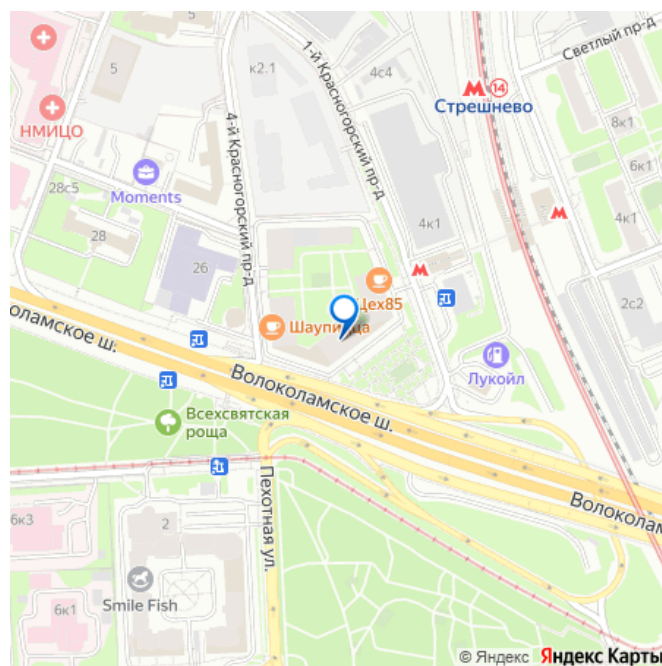 5
5
к2.1
4с4
1-й Красногорский пр-д
Светлый пр-д
М 14
Стрешнево
8к1
6к1
НМИЦО
4-й Красногорский пр-д
Moments
28с5
28
26
4к1
М
4к1
М
Цех85
Шаупицца
2с2
Лукойл
Волоколамское ш.
Волоколамское ш.
Всехсвятская
роща
Пехотная ул.
Волоколам
6к3
2
Smile Fish
6к1
© Яндекс Яндекс Карты